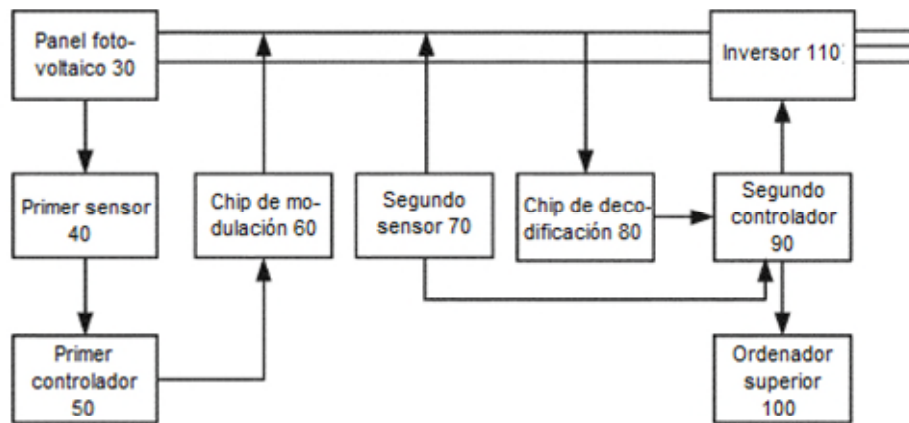 Panel foto-
voltaico 30
Inversor 110
Primer sensor
40
Chip de mo-
dulación 60
Segundo
sensor 70
Chip de deco-
dificación 80
Segundo
controlador
90
Primer
controlador
50
Ordenador
superior
100